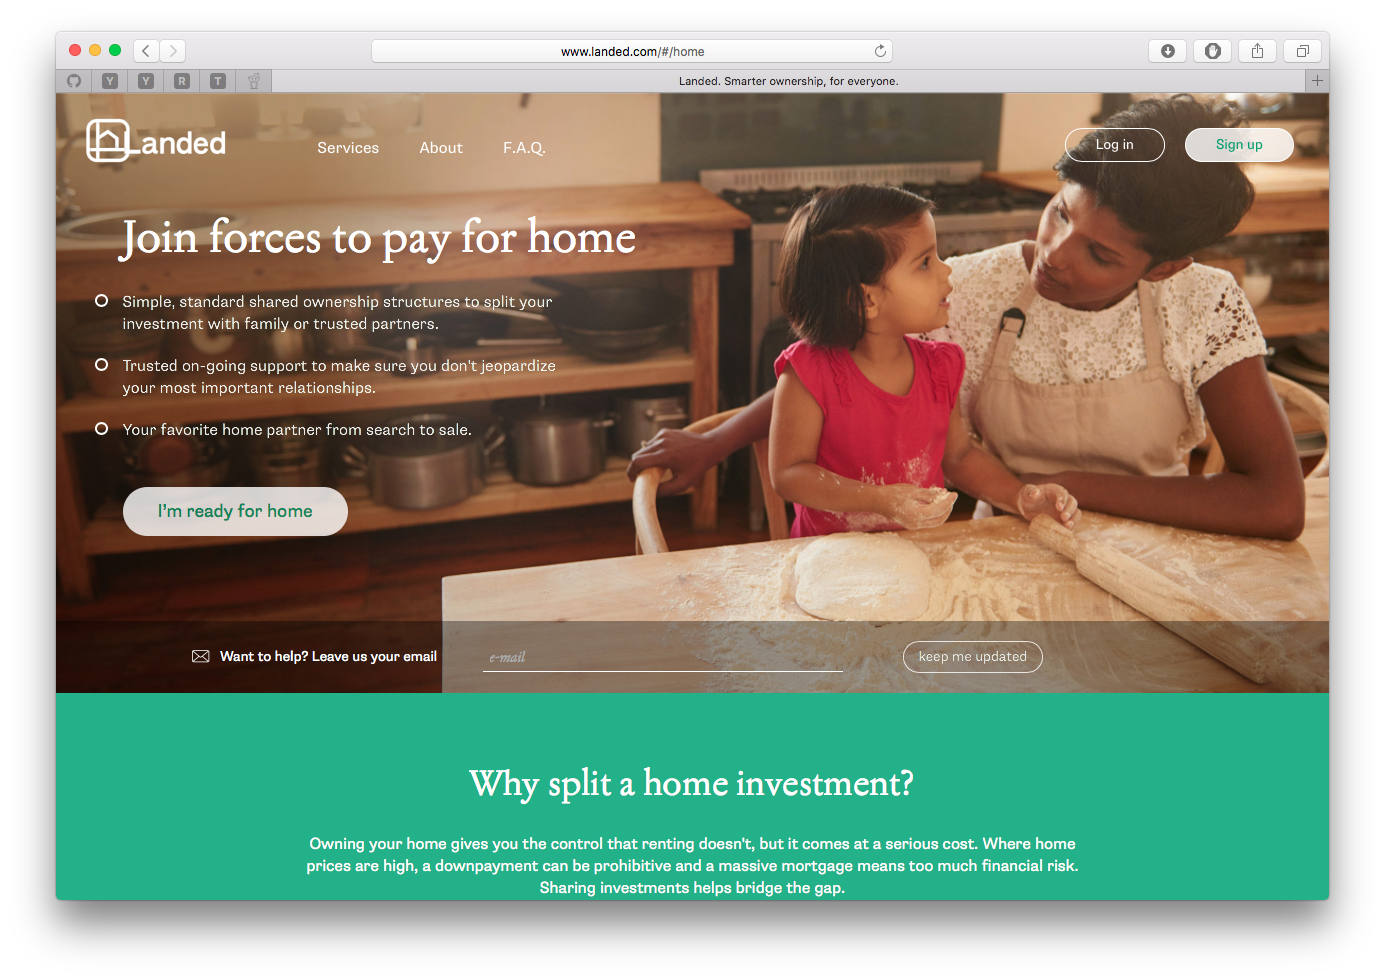 www.landed.com/#/home
Y Y R T
Landed. Smarter ownership, for everyone.
Landed
Services About F.A.Q.
Log in Sign up
Join forces to pay for home
Simple, standard shared ownership structures to split your
investment with family or trusted partners.
Trusted on-going support to make sure you don't jeopardize
your most important relationships.
Your favorite home partner from search to sale.
I'm ready for home
Want to help? Leave us your email e-mail keep me updated
Why split a home investment?
Owning your home gives you the control that renting doesn't, but it comes at a serious cost. Where home
prices are high, a downpayment can be prohibitive and a massive mortgage means too much financial risk.
Sharing investments helps bridge the gap.